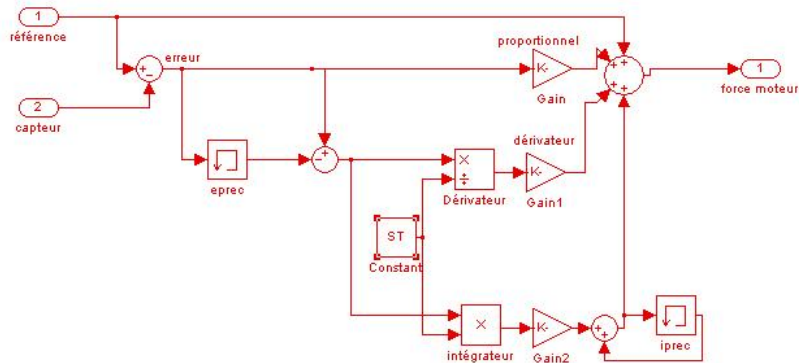 1
référence
erreur
proportionnel
K-
Gain
1
force moteur
2
capteur
eprec
dérivateur
Dérivateur
K-
Gain1
ST
Constant
intégrateur
K-
Gain2
iprec